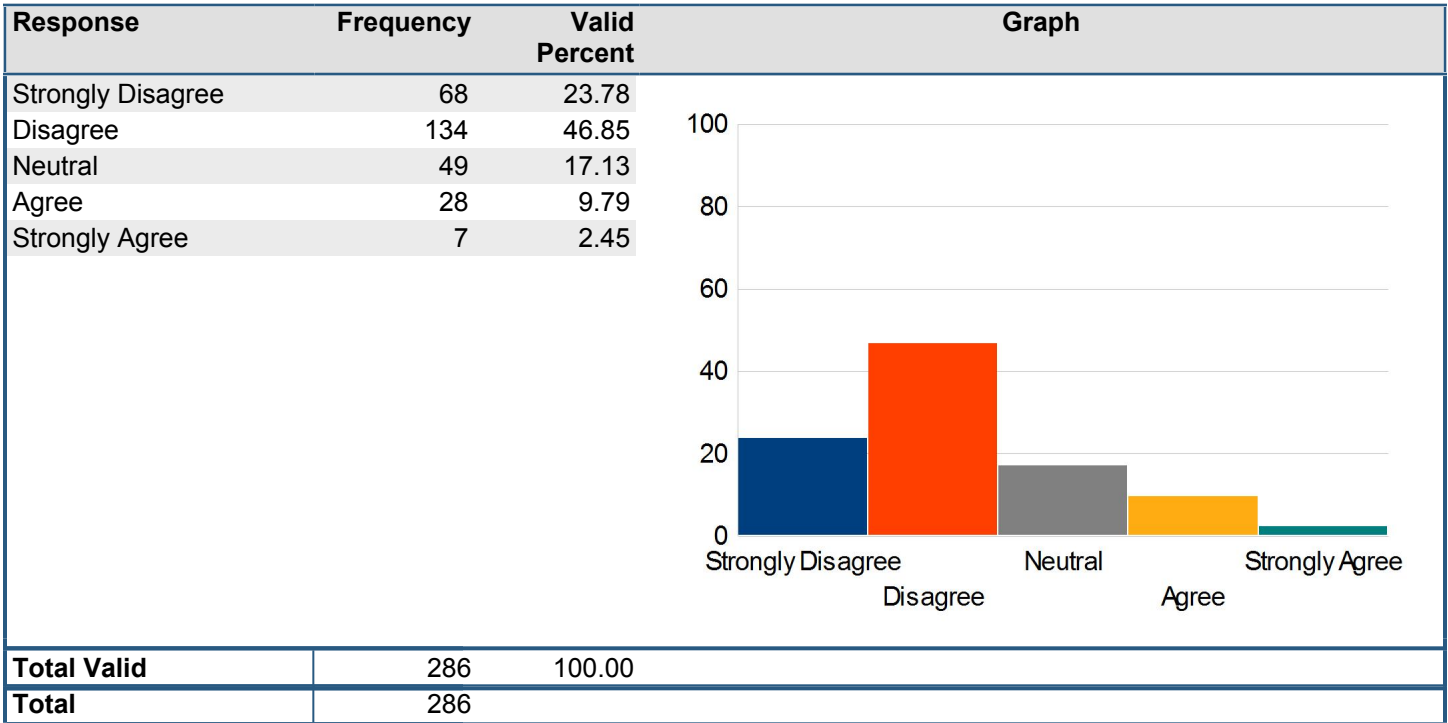 Response Frequency Valid Percent Graph
Strongly Disagree 68 23.78
Disagree 134 46.85
Neutral 49 17.13
Agree 28 9.79
Strongly Agree 7 2.45
100
80
60
40
20
0
Strongly Disagree Neutral Strongly Agree
Disagree Agree
Total Valid 286 100.00
Total 286